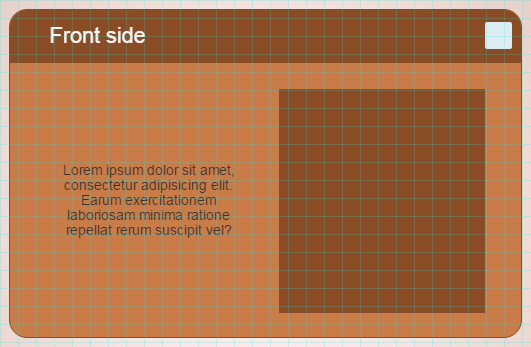 Front side
Lorem ipsum dolor sit amet,
consectetur adipisicing elit.
Earum exercitationem
laboriosam minima ratione
repellat rerum suscipit vel?